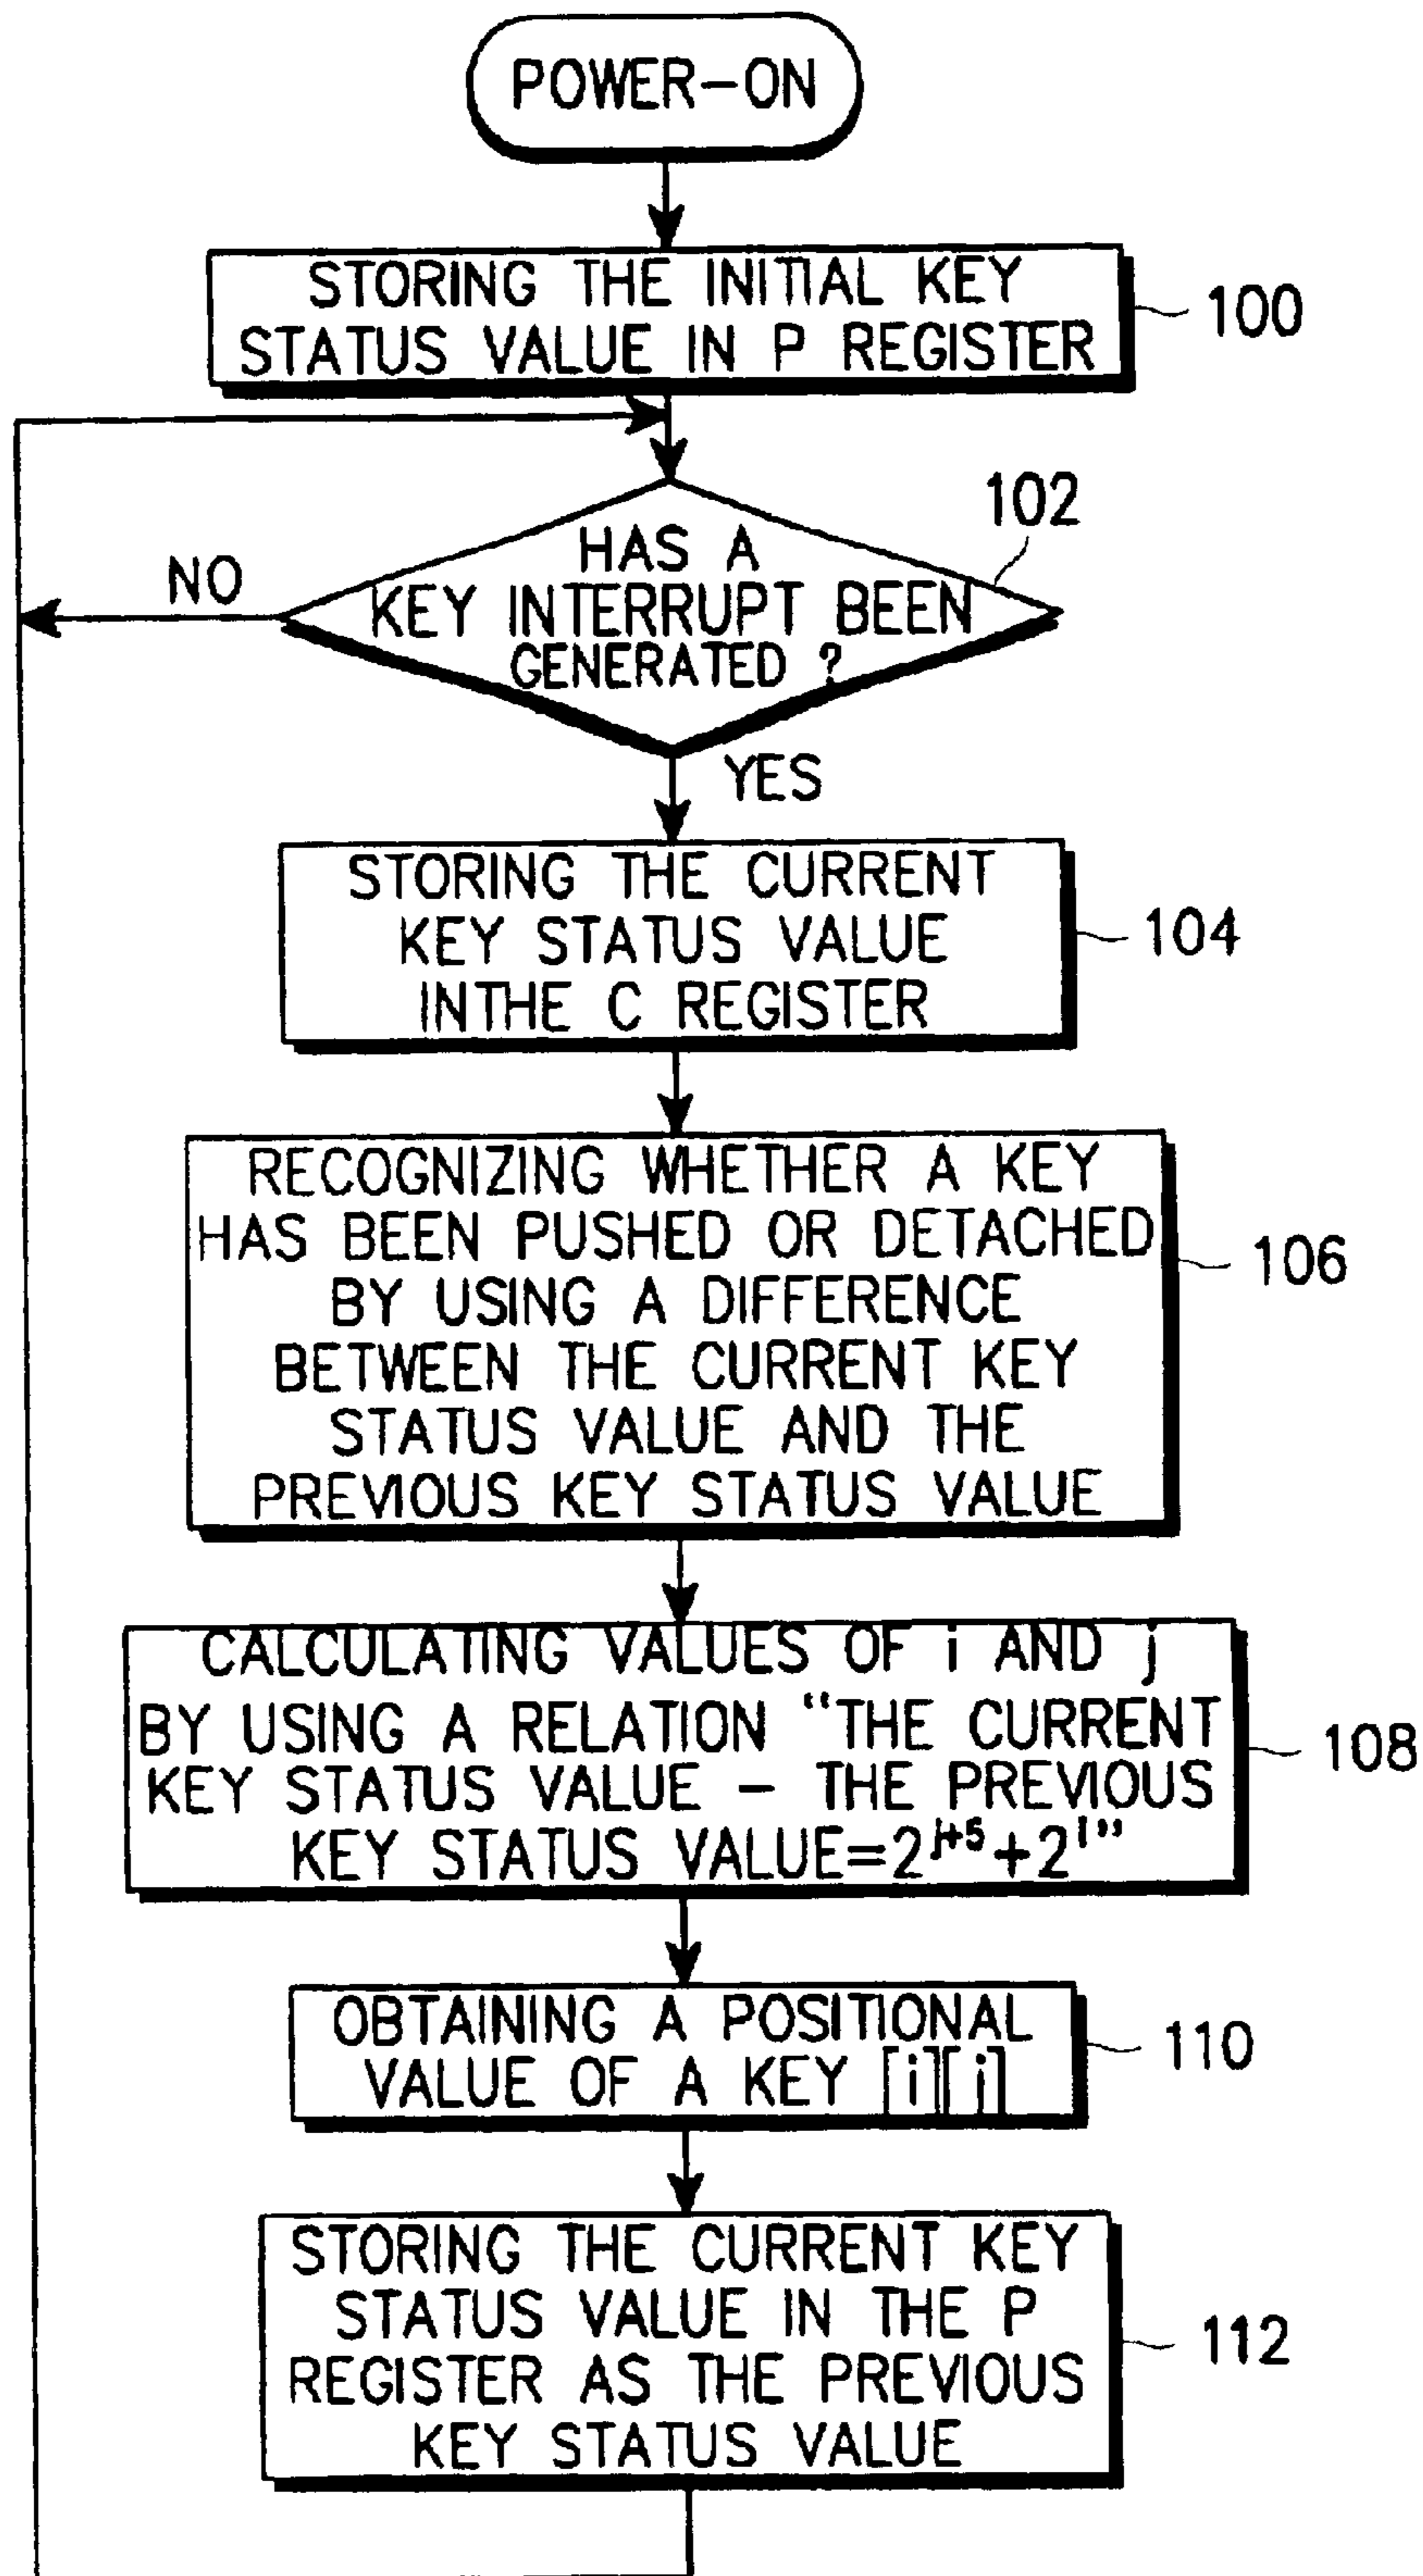 POWER-ON
STORING THE INITIAL KEY
STATUS VALUE IN P REGISTER
100
102
HAS A
KEY INTERRUPT BEEN
GENERATED ?
NO
YES
STORING THE CURRENT
KEY STATUS VALUE
INTHE C REGISTER
104
RECOGNIZING WHETHER A KEY
HAS BEEN PUSHED OR DETACHED
BY USING A DIFFERENCE
BETWEEN THE CURRENT KEY
STATUS VALUE AND THE
PREVIOUS KEY STATUS VALUE
106
CALCULATING VALUES OF i AND j
BY USING A RELATION “THE CURRENT
KEY STATUS VALUE – THE PREVIOUS
KEY STATUS VALUE=2^j+5+2^i”
108
OBTAINING A POSITIONAL
VALUE OF A KEY [i][j]
110
STORING THE CURRENT KEY
STATUS VALUE IN THE P
REGISTER AS THE PREVIOUS
KEY STATUS VALUE
112